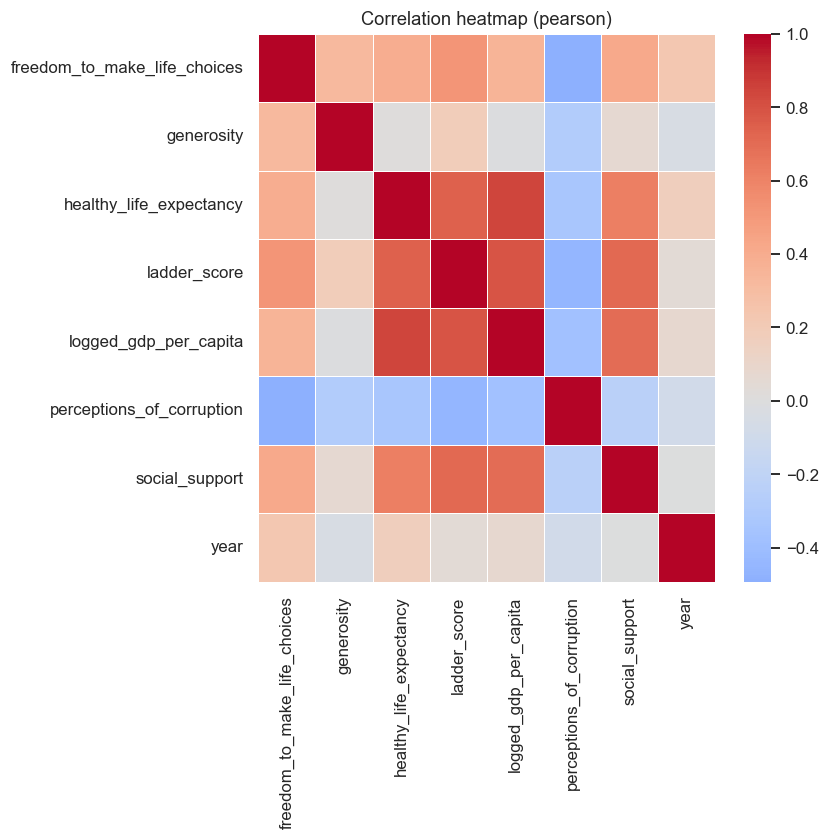 Correlation heatmap (pearson)
freedom_to_make_life_choices
generosity
healthy_life_expectancy
ladder_score
logged_gdp_per_capita
perceptions_of_corruption
social_support
year
freedom_to_make_life_choices
generosity
healthy_life_expectancy
ladder_score
logged_gdp_per_capita
perceptions_of_corruption
social_support
year
1.0
0.8
0.6
0.4
0.2
0.0
−0.2
−0.4